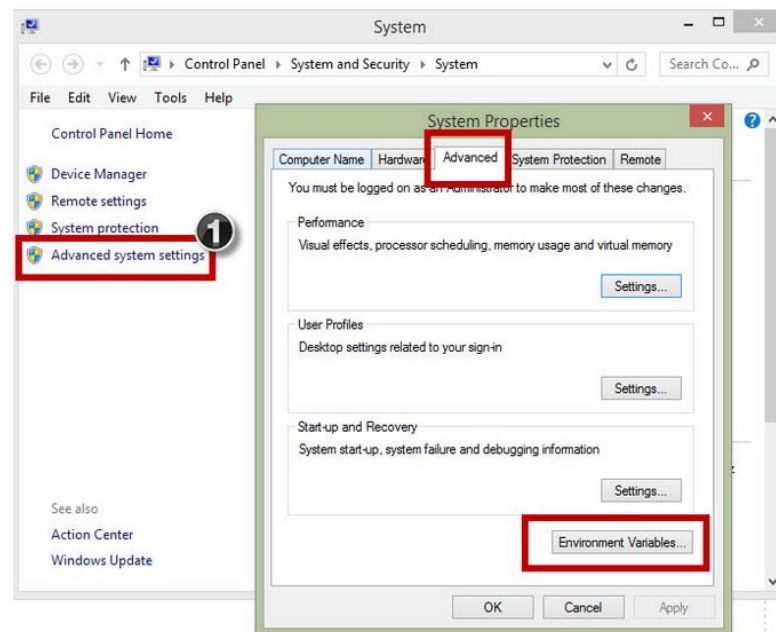 System
Control Panel System and Security System
Search Co...
File Edit View Tools Help
Control Panel Home
Device Manager
Remote settings
System protection
1
Advanced system settings
See also
Action Center
Windows Update
System Properties
Computer Name Hardware Advanced System Protection Remote
You must be logged on as an Administrator to make most of these changes.
Performance
Visual effects, processor scheduling, memory usage and virtual memory
Settings...
User Profiles
Desktop settings related to your sign-in
Settings...
Start-up and Recovery
System start-up, system failure and debugging information
Settings...
Environment Variables...
OK Cancel Apply